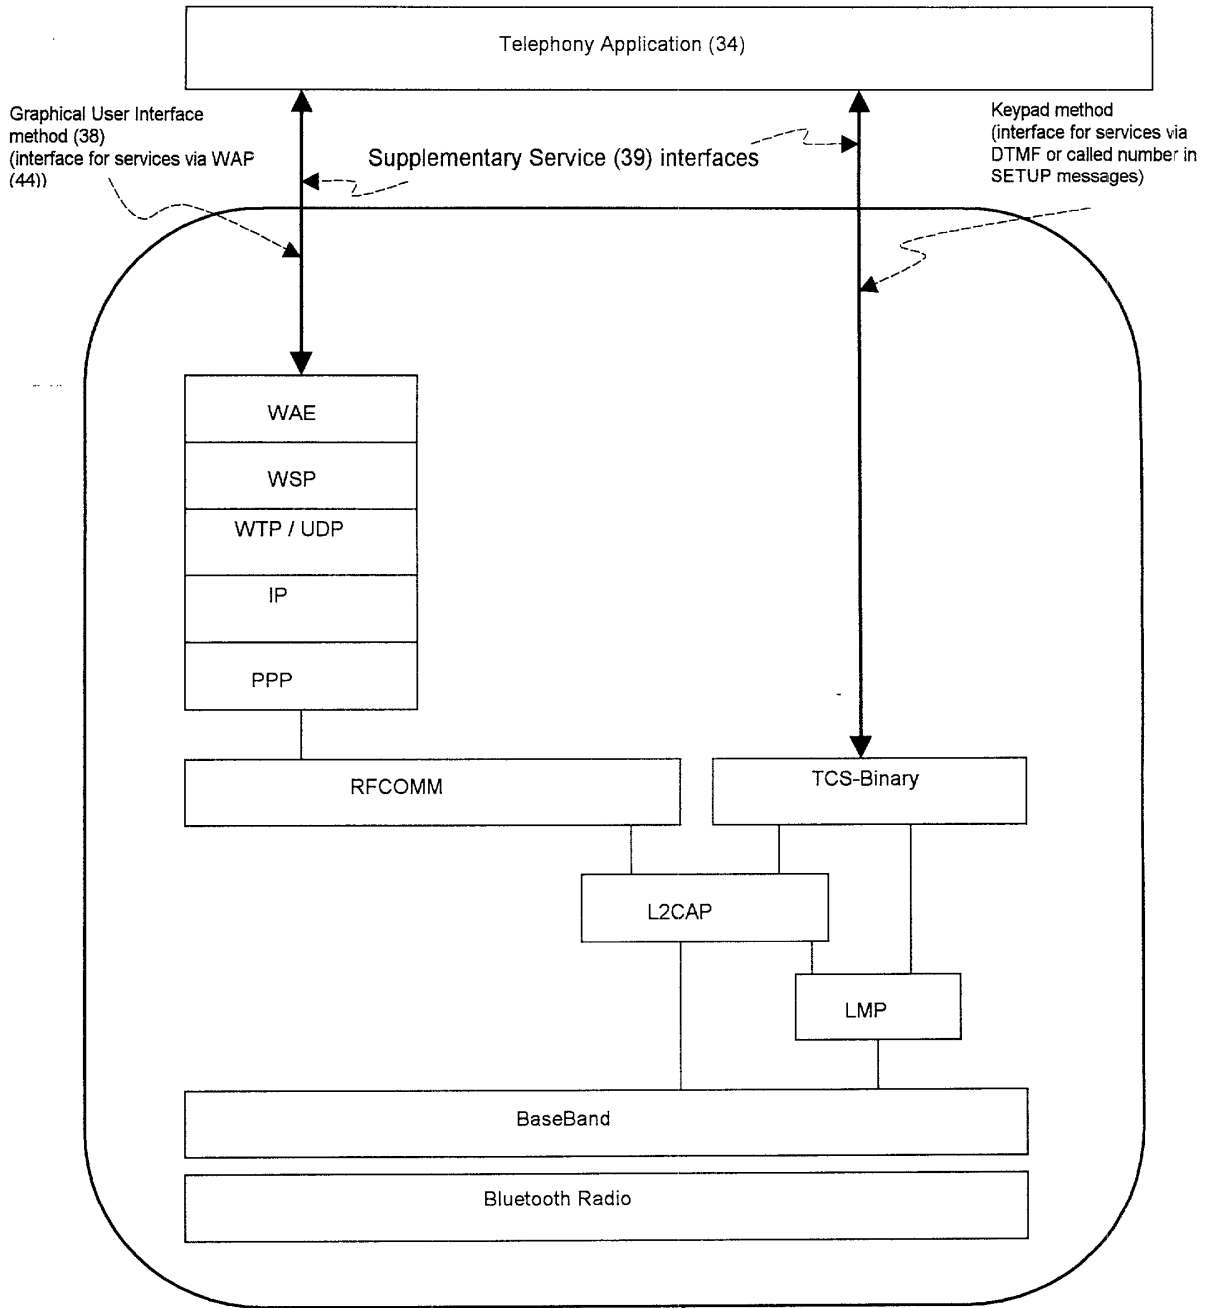 Telephony Application (34)
Graphical User Interface
method (38)
(interface for services via WAP
(44))
Supplementary Service (39) interfaces
Keypad method
(interface for services via
DTMF or called number in
SETUP messages)
WAE
WSP
WTP / UDP
IP
PPP
RFCOMM
TCS-Binary
L2CAP
LMP
BaseBand
Bluetooth Radio